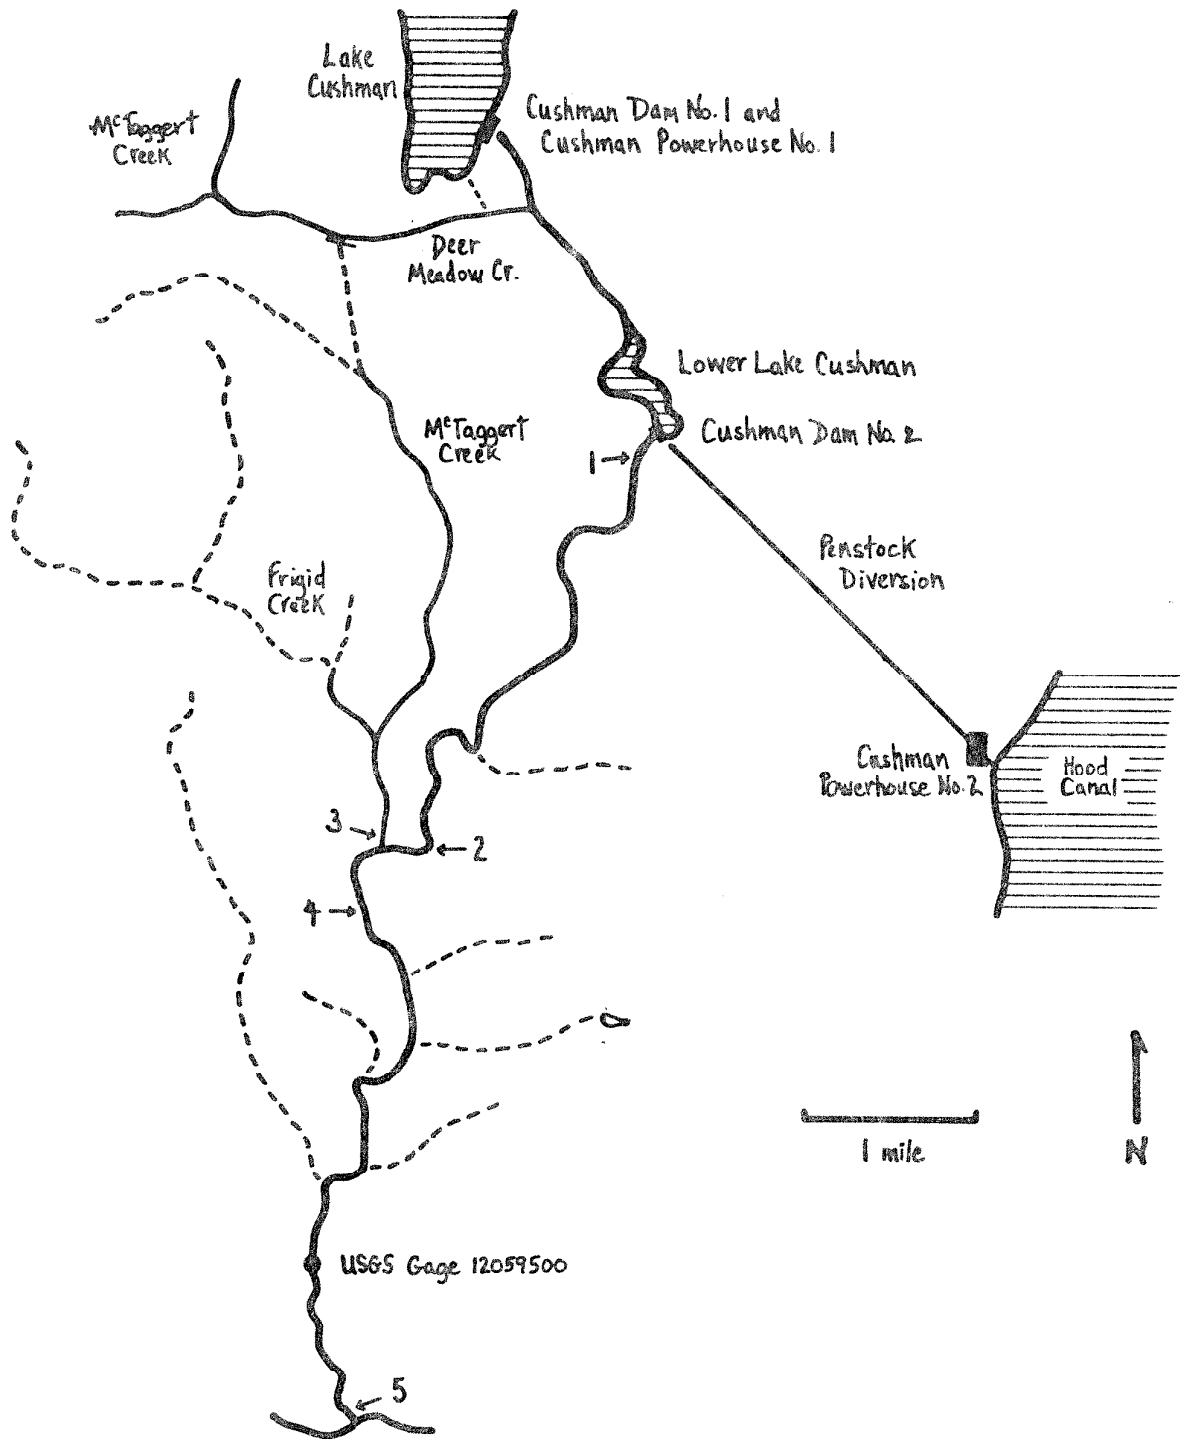 Lake
Cushman
Cushman Dam No. 1 and
Cushman Powerhouse No. 1
McTaggert
Creek
Deer
Meadow Cr.
Lower Lake Cushman
McTaggert
Creek
Cushman Dam No. 2
1
Penstock
Diversion
Frigid
Creek
Cushman
Powerhouse No. 2
Hood
Canal
3
2
4
1 mile
N
USGS Gage 12059500
5